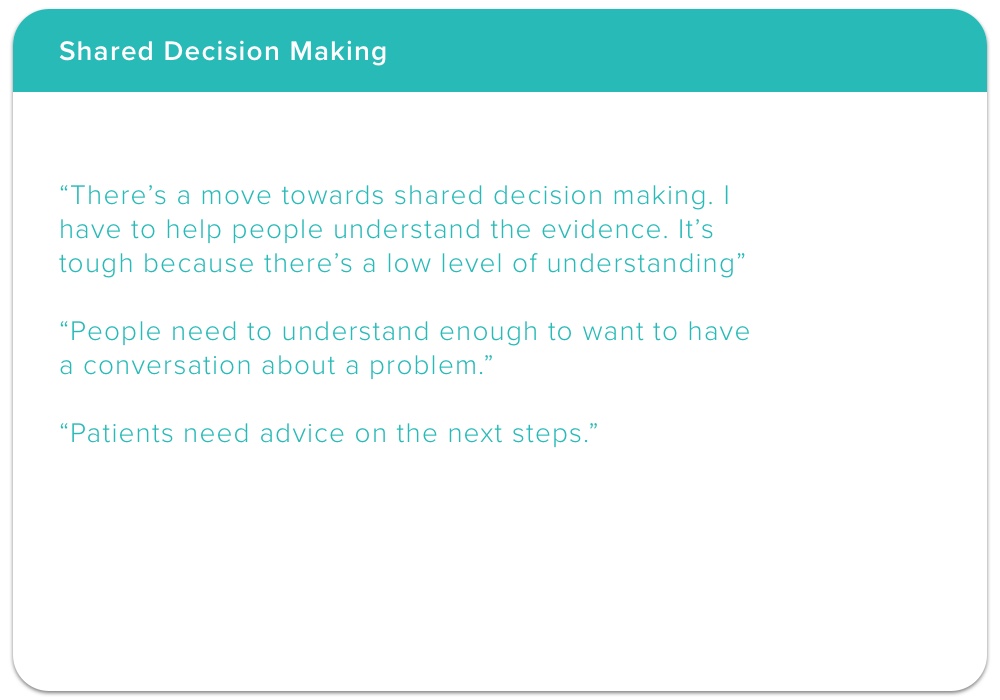 Shared Decision Making
“There’s a move towards shared decision making. I
have to help people understand the evidence. It’s
tough because there’s a low level of understanding”
“People need to understand enough to want to have
a conversation about a problem.”
“Patients need advice on the next steps.”